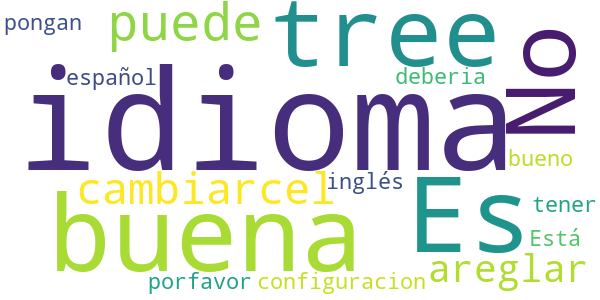 pongan
puede
tree
No
español
deberia
idioma
bueno
cambiarcel
inglés
buena
Es
tener
Está
areglar
porfavor
configuracion